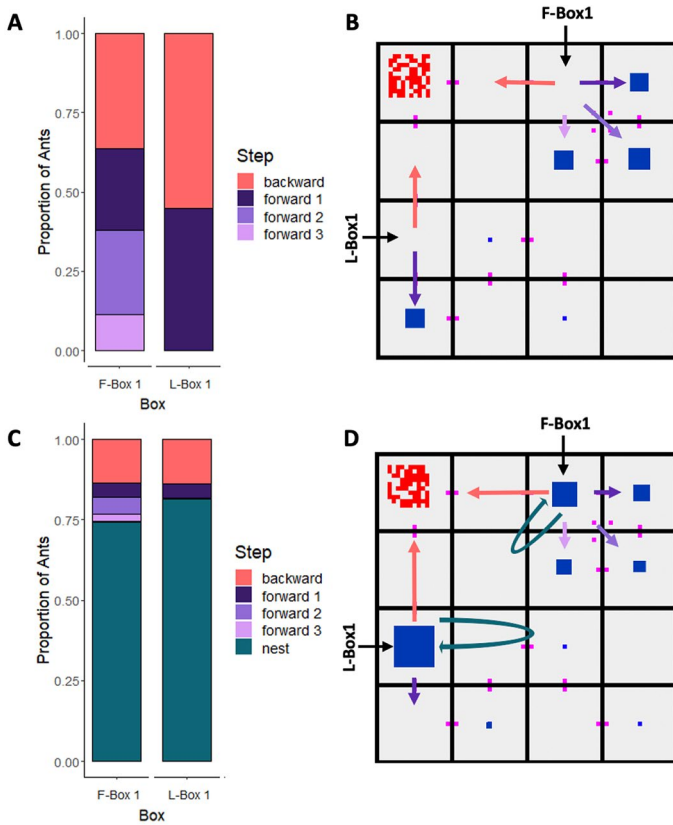 A
Proportion of Ants
1.00
0.75
0.50
0.25
0.00
F-Box 1
L-Box 1
Box
Step
backward
forward 1
forward 2
forward 3
B
F-Box1
L-Box1
C
Proportion of Ants
1.00
0.75
0.50
0.25
0.00
F-Box 1
L-Box 1
Box
Step
backward
forward 1
forward 2
forward 3
nest
D
F-Box1
L-Box1